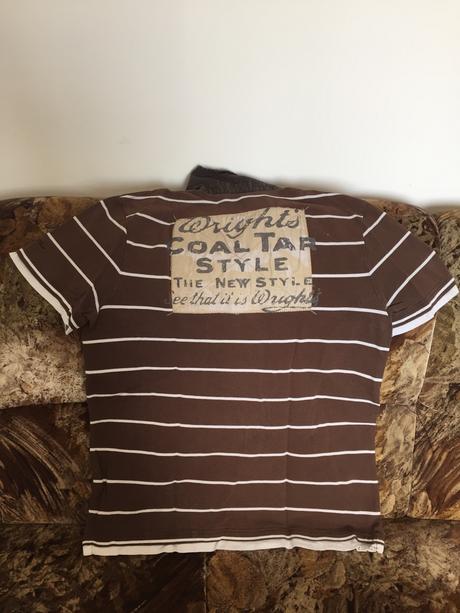 Wright's
COAL TAR
STYLE
THE NEW STYLE
See that it is Wright's